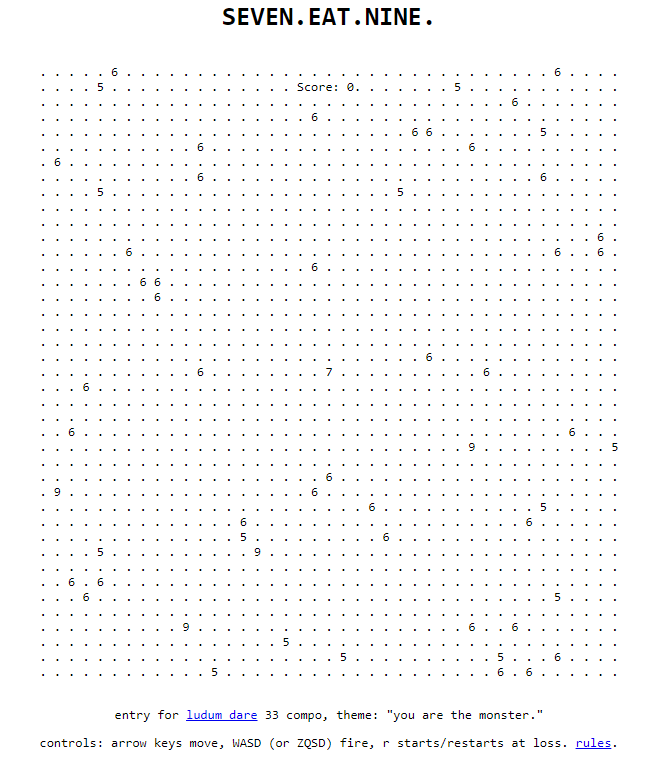 SEVEN.EAT.NINE.
. . . . . 6 . . . . . . . . . . . . . . . . . . . . . . . . . . . . . . 6 . . . .
. . . . 5 . . . . . . . . . . . . . Score: 0. . . . . . . 5 . . . . . . . . . . .
. . . . . . . . . . . . . . . . . . . . . . . . . . . . . . . . . 6 . . . . . . .
. . . . . . . . . . . . . . . . . . . 6 . . . . . . . . . . . . . . . . . . . . .
. . . . . . . . . . . . . . . . . . . . . . . . . . 6 6 . . . . . . . 5 . . . . .
. . . . . . . . . . . 6 . . . . . . . . . . . . . . . . . . 6 . . . . . . . . . .
. 6 . . . . . . . . . . . . . . . . . . . . . . . . . . . . . . . . . . . . . . .
. . . . . . . . . . . 6 . . . . . . . . . . . . . . . . . . . . . . . 6 . . . . .
. . . . 5 . . . . . . . . . . . . . . . . . . . . 5 . . . . . . . . . . . . . . .
. . . . . . . . . . . . . . . . . . . . . . . . . . . . . . . . . . . . . . . . .
. . . . . . . . . . . . . . . . . . . . . . . . . . . . . . . . . . . . . . . . .
. . . . . . . . . . . . . . . . . . . . . . . . . . . . . . . . . . . . . . . 6 .
. . . . . . 6 . . . . . . . . . . . . . . . . . . . . . . . . . . . . . 6 . . 6 .
. . . . . . . . . . . . . . . . . . . 6 . . . . . . . . . . . . . . . . . . . . .
. . . . . . . 6 6 . . . . . . . . . . . . . . . . . . . . . . . . . . . . . . . .
. . . . . . . . 6 . . . . . . . . . . . . . . . . . . . . . . . . . . . . . . . .
. . . . . . . . . . . . . . . . . . . . . . . . . . . . . . . . . . . . . . . . .
. . . . . . . . . . . . . . . . . . . . . . . . . . . . . . . . . . . . . . . . .
. . . . . . . . . . . . . . . . . . . . . . . . . . . . . . . . . . . . . . . . .
. . . . . . . . . . . . . . . . . . . . . . . . . . . 6 . . . . . . . . . . . . .
. . . . . . . . . . . 6 . . . . . . . . 7 . . . . . . . . . . 6 . . . . . . . . .
. . . 6 . . . . . . . . . . . . . . . . . . . . . . . . . . . . . . . . . . . . .
. . . . . . . . . . . . . . . . . . . . . . . . . . . . . . . . . . . . . . . . .
. . . . . . . . . . . . . . . . . . . . . . . . . . . . . . . . . . . . . . . . .
. . 6 . . . . . . . . . . . . . . . . . . . . . . . . . . . . . . . . . . 6 . . .
. . . . . . . . . . . . . . . . . . . . . . . . . . . . . . 9 . . . . . . . . . 5
. . . . . . . . . . . . . . . . . . . . . . . . . . . . . . . . . . . . . . . . .
. . . . . . . . . . . . . . . . . . . . 6 . . . . . . . . . . . . . . . . . . . .
. 9 . . . . . . . . . . . . . . . . . 6 . . . . . . . . . . . . . . . . . . . . .
. . . . . . . . . . . . . . . . . . . . . . . 6 . . . . . . . . . . . 5 . . . . .
. . . . . . . . . . . . . . 6 . . . . . . . . . . . . . . . . . . . 6 . . . . . .
. . . . . . . . . . . . . . 5 . . . . . . . . . 6 . . . . . . . . . . . . . . . .
. . . . 5 . . . . . . . . . . 9 . . . . . . . . . . . . . . . . . . . . . . . . .
. . . . . . . . . . . . . . . . . . . . . . . . . . . . . . . . . . . . . . . . .
. . 6 . 6 . . . . . . . . . . . . . . . . . . . . . . . . . . . . . . . . . . . .
. . . 6 . . . . . . . . . . . . . . . . . . . . . . . . . . . . . . . . 5 . . . .
. . . . . . . . . . . . . . . . . . . . . . . . . . . . . . . . . . . . . . . . .
. . . . . . . . . . 9 . . . . . . . . . . . . . . . . . . . 6 . . 6 . . . . . . .
. . . . . . . . . . . . . . . . . 5 . . . . . . . . . . . . . . . . . . . . . . .
. . . . . . . . . . . . . . . . . . . . . 5 . . . . . . . . . . 5 . . . 6 . . . .
. . . . . . . . . . . . 5 . . . . . . . . . . . . . . . . . . . 6 . 6 . . . . . .
entry for ludum dare 33 compo, theme: "you are the monster."
controls: arrow keys move, WASD (or ZQSD) fire, r starts/restarts at loss. rules.